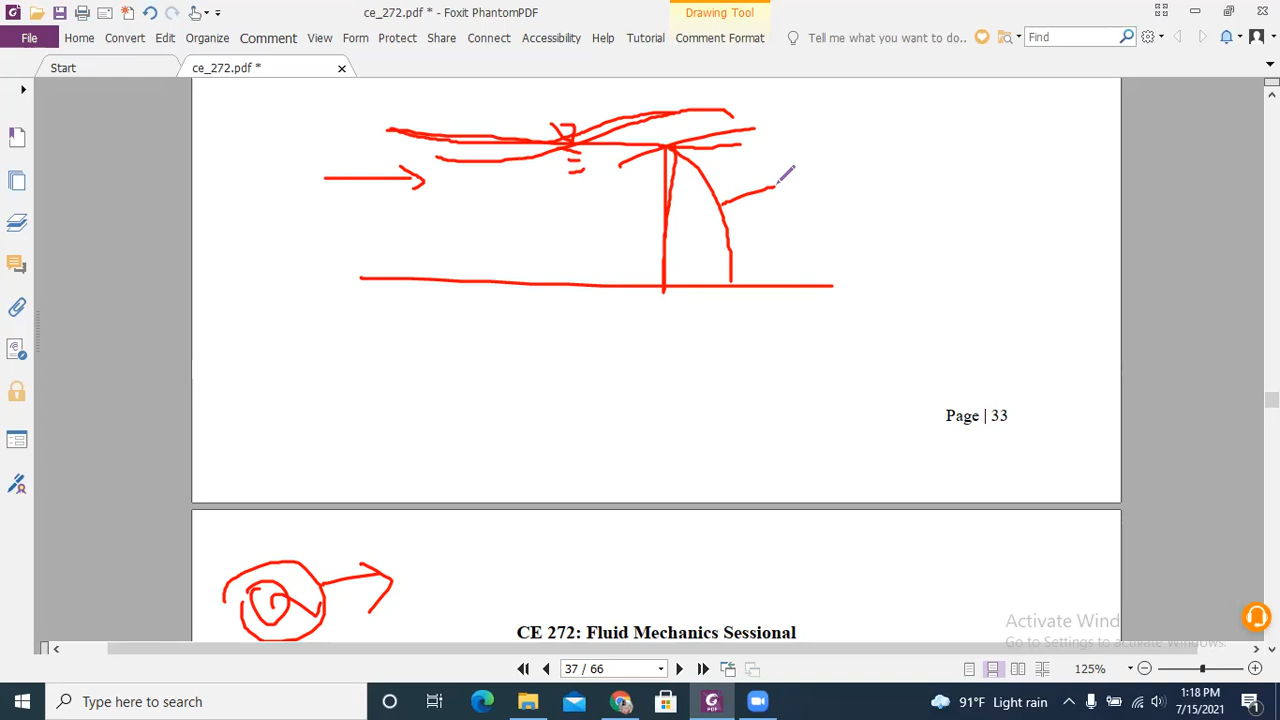 ce_272.pdf * - Foxit PhantomPDF
Drawing Tool
File Home Convert Edit Organize Comment View Form Protect Share Connect Accessibility Help Tutorial Comment Format Tell me what you want to do.. Find
Start ce_272.pdf *
Page | 33
CE 272: Fluid Mechanics Sessional
Activate Wind
Go to Settings to activate Windows.
37 / 66 125%
Type here to search 91°F Light rain 1:18 PM
7/15/2021